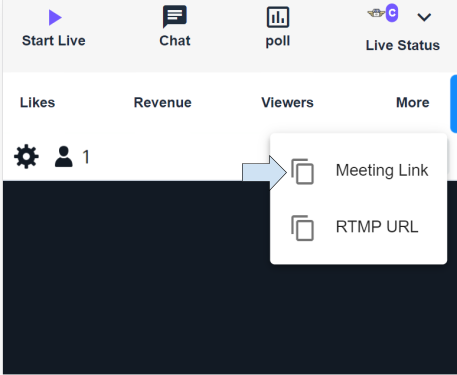 C
Start Live Chat poll Live Status
Likes Revenue Viewers More
1
Meeting Link
RTMP URL